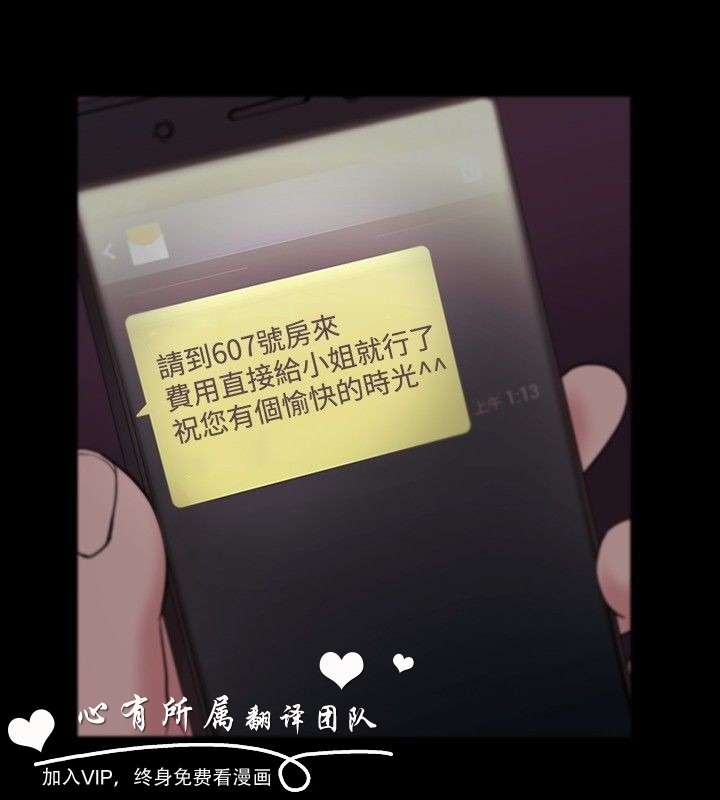 請到607號房來
費用直接給小姐就行了
祝您有個愉快的時光^^
上午 1:13
心有所属翻译团队
加入VIP，终身免费看漫画